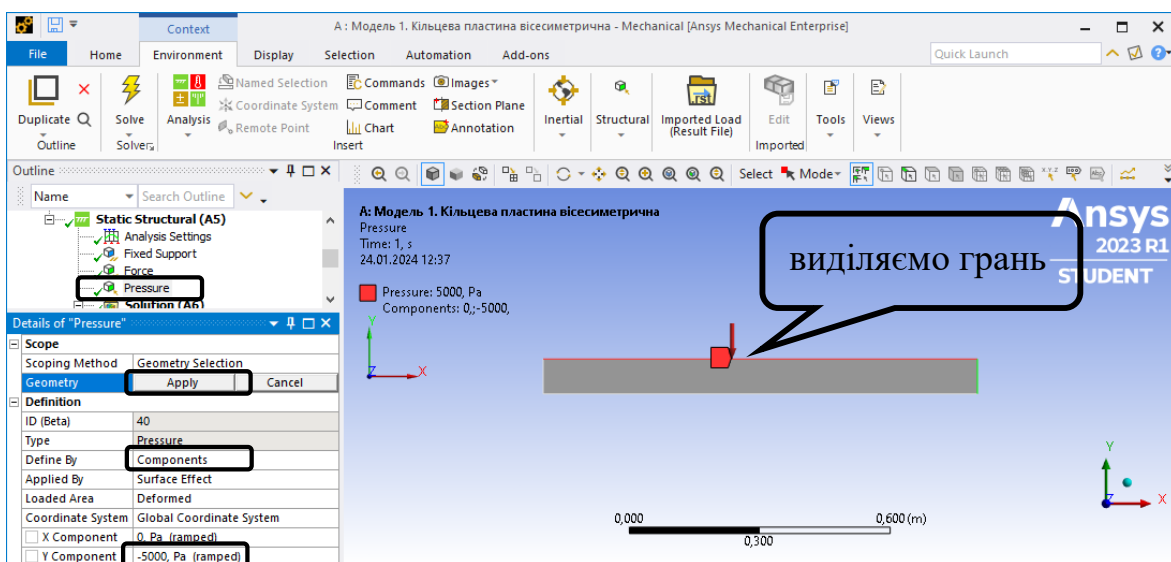 Context
A : Модель 1. Кільцева пластина вісесиметрична - Mechanical [Ansys Mechanical Enterprise]
File Home Environment Display Selection Automation Add-ons Quick Launch
Named Selection Commands Images
Coordinate System Comment Section Plane
Remote Point Chart Annotation
Duplicate Solve Analysis Inertial Structural Imported Load (Result File) Edit Tools Views
Outline Solvers Insert Imported
Outline
Name Search Outline
Select Mode
Static Structural (A5)
Analysis Settings
Fixed Support
Force
Pressure
Solution (A6)
A: Модель 1. Кільцева пластина вісесиметрична
Pressure
Time: 1, s
24.01.2024 12:37
Pressure: 5000, Pa
Components: 0,;-5000,
Y
X
Z
виділяємо грань
Ansys
2023 R1
STUDENT
Details of "Pressure"
Scope
Scoping Method Geometry Selection
Geometry Apply Cancel
Definition
ID (Beta) 40
Type Pressure
Define By Components
Applied By Surface Effect
Loaded Area Deformed
Coordinate System Global Coordinate System
X Component 0, Pa (ramped)
Y Component -5000, Pa (ramped)
0,000 0,600 (m)
0,300
Y
X
Z